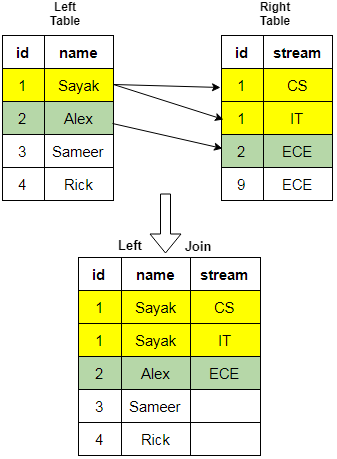 Left
Table
id name
1 Sayak
2 Alex
3 Sameer
4 Rick
Right
Table
id stream
1 CS
1 IT
2 ECE
9 ECE
Left Join
id name stream
1 Sayak CS
1 Sayak IT
2 Alex ECE
3 Sameer
4 Rick